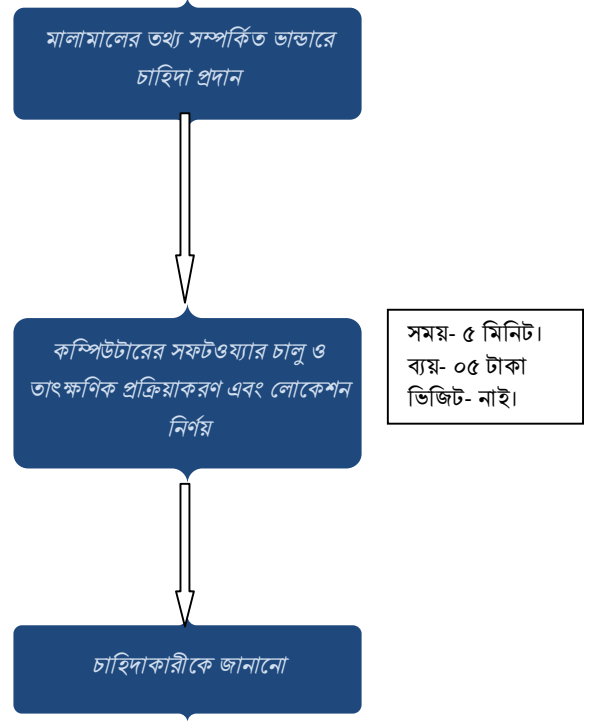 মালামালের তথ্য সম্পর্কিত ভান্ডারে
চাহিদা প্রদান
কম্পিউটারের সফটওয্যার চালু ও
তাৎক্ষণিক প্রক্রিয়াকরণ এবং লোকেশন
নির্ণয়
সময়- ৫ মিনিট।
ব্যয়- ০৫ টাকা
ভিজিট- নাই।
চাহিদাকারীকে জানানো